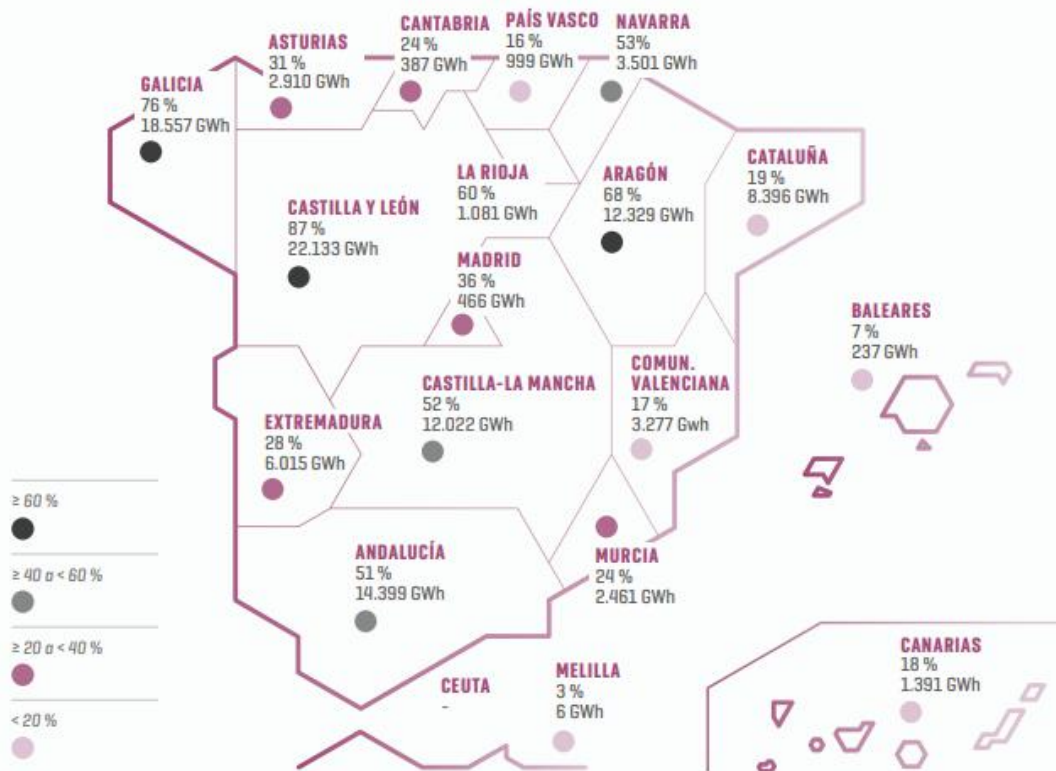 ASTURIAS
31 %
2.910 GWh
CANTABRIA
24 %
387 GWh
PAÍS VASCO
16 %
999 GWh
NAVARRA
53%
3.501 GWh
GALICIA
76 %
18.557 GWh
CASTILLA Y LEÓN
87 %
22.133 GWh
LA RIOJA
60 %
1.081 GWh
ARAGÓN
68 %
12.329 GWh
CATALUÑA
19 %
8.396 GWh
MADRID
36 %
466 GWh
BALEARES
7 %
237 GWh
EXTREMADURA
28 %
6.015 GWh
CASTILLA-LA MANCHA
52 %
12.022 GWh
COMUN.
VALENCIANA
17 %
3.277 Gwh
ANDALUCÍA
51 %
14.399 GWh
MURCIA
24 %
2.461 GWh
CEUTA
-
MELILLA
3 %
6 GWh
CANARIAS
18 %
1.391 GWh
≥ 60 %
≥ 40 a < 60 %
≥ 20 a < 40 %
< 20 %